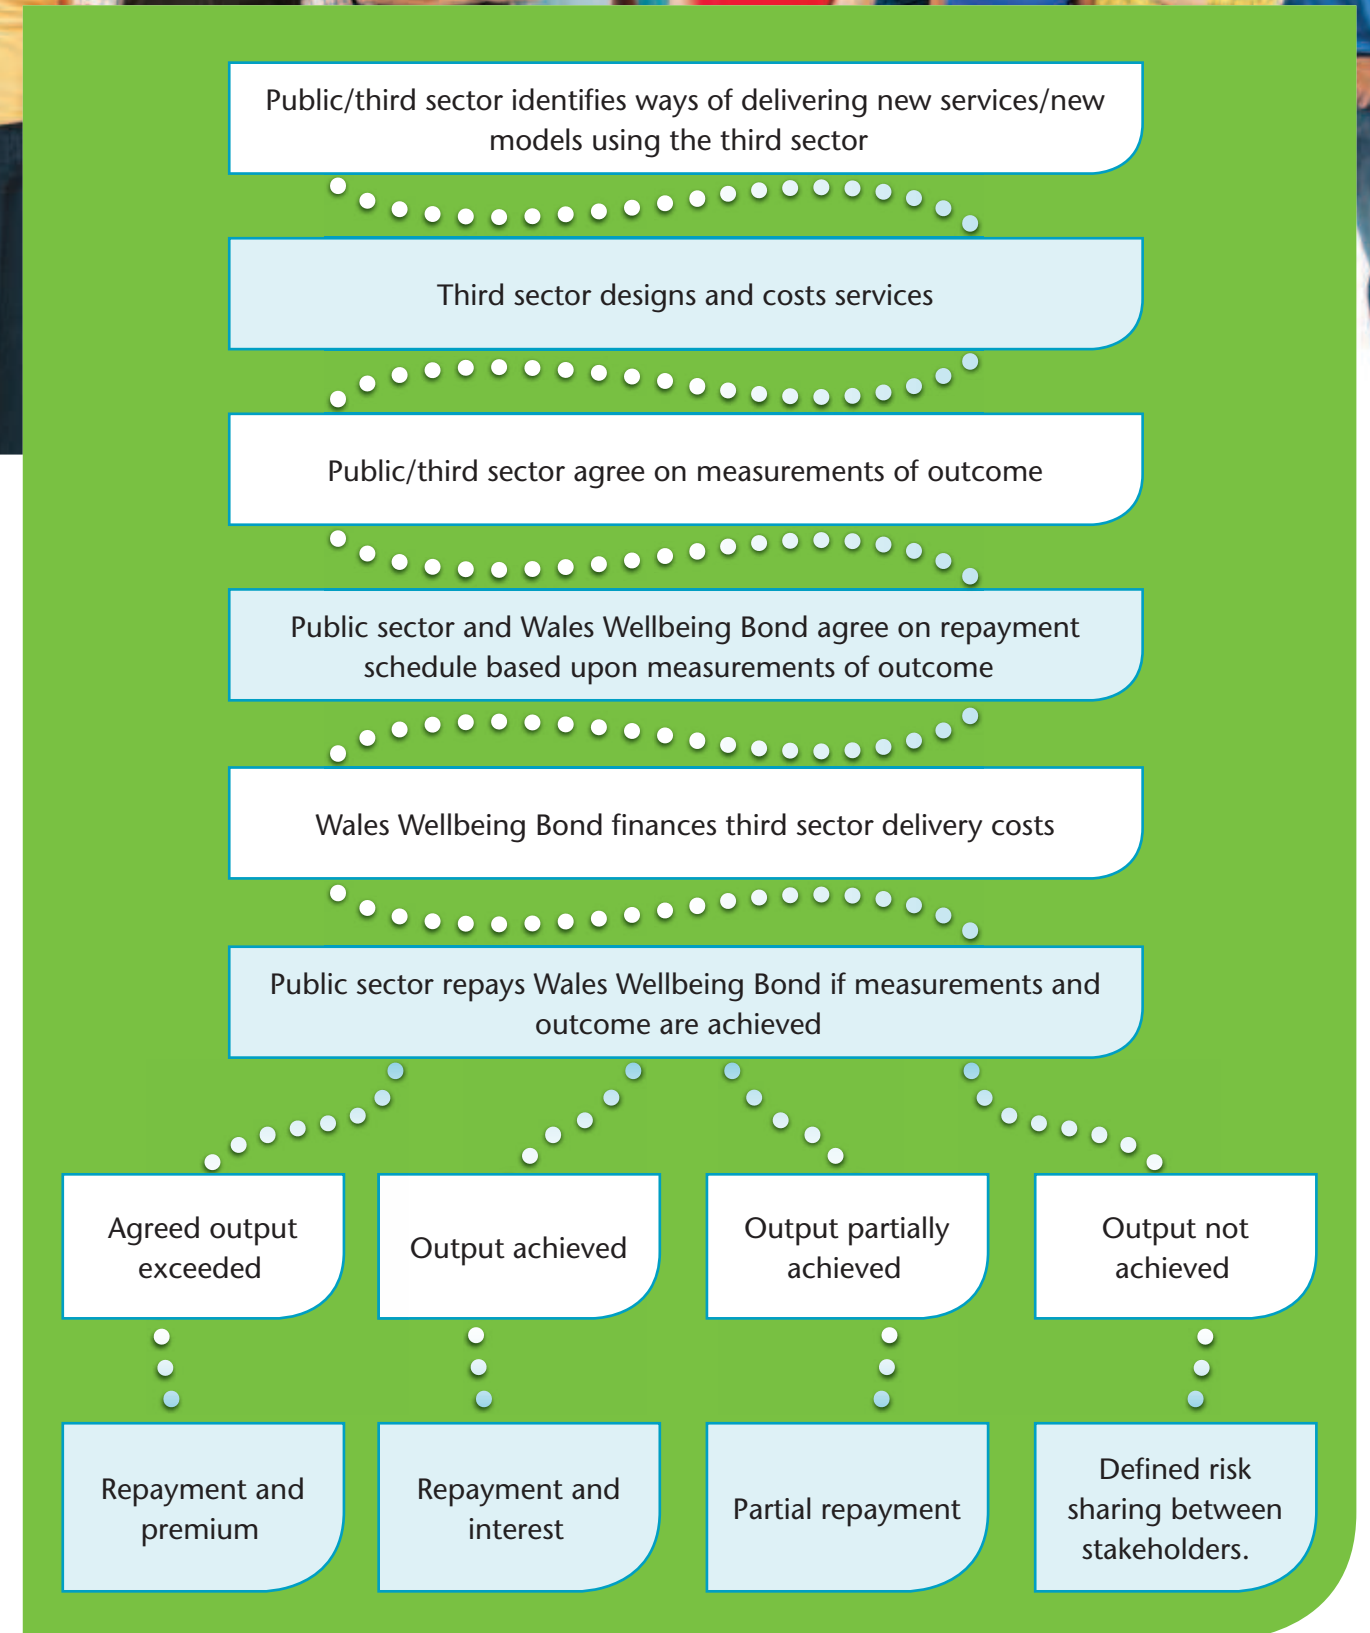 Public/third sector identifies ways of delivering new services/new
models using the third sector
Third sector designs and costs services
Public/third sector agree on measurements of outcome
Public sector and Wales Wellbeing Bond agree on repayment
schedule based upon measurements of outcome
Wales Wellbeing Bond finances third sector delivery costs
Public sector repays Wales Wellbeing Bond if measurements and
outcome are achieved
Agreed output
exceeded
Output achieved
Output partially
achieved
Output not
achieved
Repayment and
premium
Repayment and
interest
Partial repayment
Defined risk
sharing between
stakeholders.